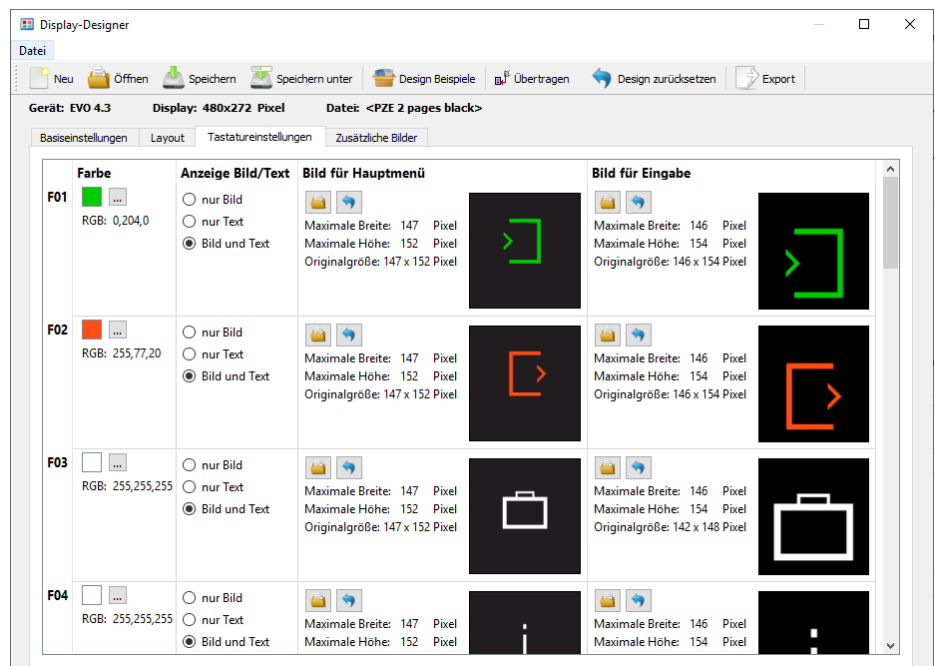 Display-Designer
Datei
Neu Öffnen Speichern Speichern unter Design Beispiele Übertragen Design zurücksetzen Export
Gerät: EVO 4.3 Display: 480x272 Pixel Datei: <PZE 2 pages black>
Basiseinstellungen Layout Tastatureinstellungen Zusätzliche Bilder
Farbe Anzeige Bild/Text Bild für Hauptmenü Bild für Eingabe
F01 ... nur Bild
RGB: 0,204,0 nur Text Maximale Breite: 147 Pixel Maximale Breite: 146 Pixel
Bild und Text Maximale Höhe: 152 Pixel Maximale Höhe: 154 Pixel
Originalgröße: 147 x 152 Pixel Originalgröße: 146 x 154 Pixel
F02 ... nur Bild
RGB: 255,77,20 nur Text Maximale Breite: 147 Pixel Maximale Breite: 146 Pixel
Bild und Text Maximale Höhe: 152 Pixel Maximale Höhe: 154 Pixel
Originalgröße: 147 x 152 Pixel Originalgröße: 146 x 154 Pixel
F03 ... nur Bild
RGB: 255,255,255 nur Text Maximale Breite: 147 Pixel Maximale Breite: 146 Pixel
Bild und Text Maximale Höhe: 152 Pixel Maximale Höhe: 154 Pixel
Originalgröße: 147 x 152 Pixel Originalgröße: 142 x 148 Pixel
F04 ... nur Bild
RGB: 255,255,255 nur Text Maximale Breite: 147 Pixel Maximale Breite: 146 Pixel
Bild und Text Maximale Höhe: 152 Pixel Maximale Höhe: 154 Pixel